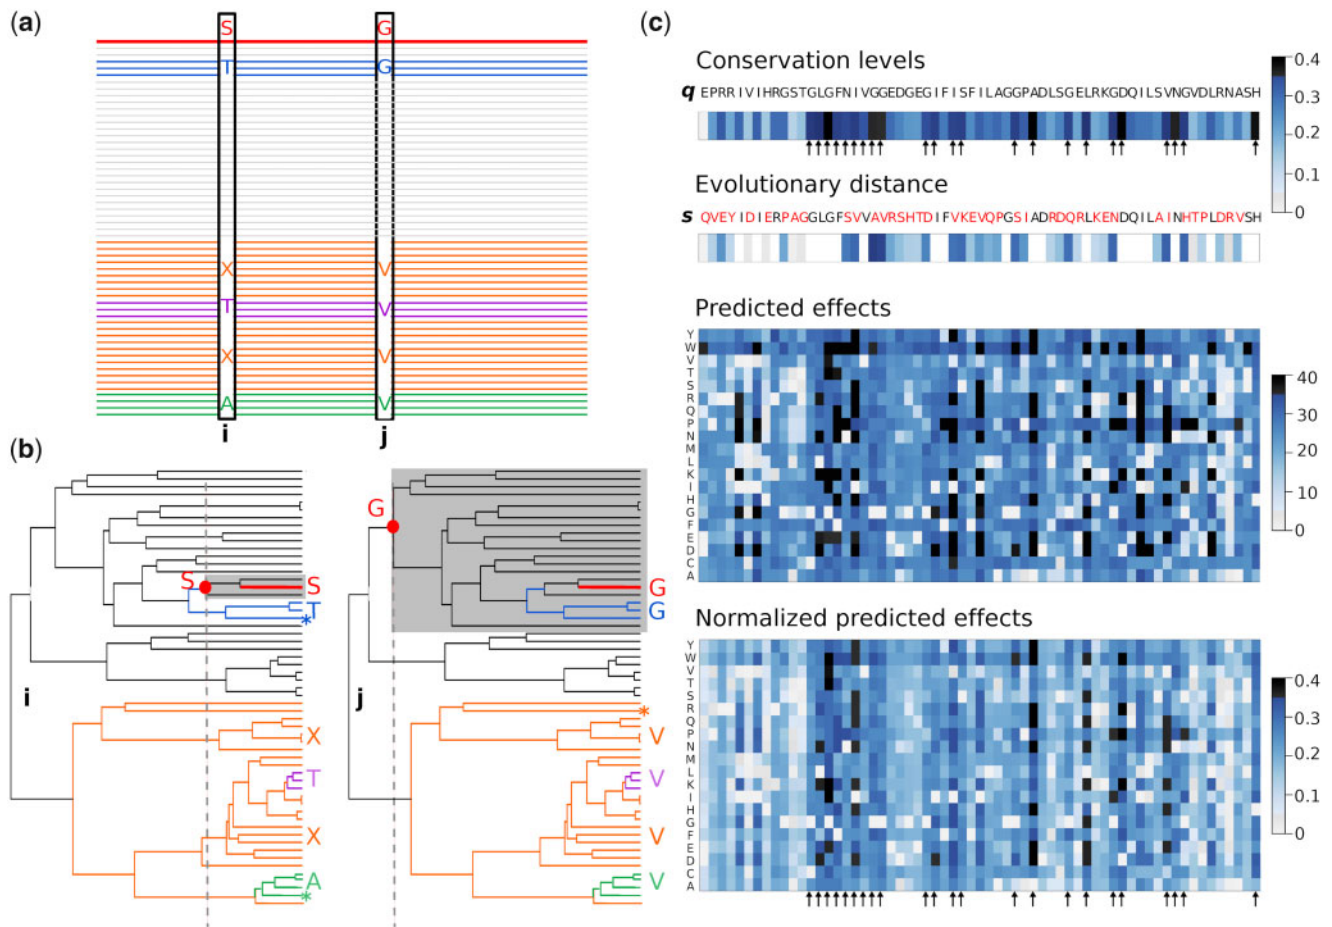 (a)
S G
T G
X V
T V
X V
A V
i j
(b)
S S
T
*
i
X
T
X
A
*
G
G
G
j
*
V
V
V
V
(c)
Conservation levels
q EPRRIVIHRGSTGLGFNIVGGEDGEGIFISFILAGGPADLSGELRKGDQILSVNGVDLRNASH
0.4
0.3
0.2
0.1
0
Evolutionary distance
s QVEYIDIERPAGGLGFSVVAVRSHTDIFVKEVQPGSIADRDQRLKENDQILAINHTPLDRVSH
Predicted effects
Y
W
V
T
S
R
Q
P
N
M
L
K
I
H
G
F
E
D
C
A
40
30
20
10
0
Normalized predicted effects
Y
W
V
T
S
R
Q
P
N
M
L
K
I
H
G
F
E
D
C
A
0.4
0.3
0.2
0.1
0